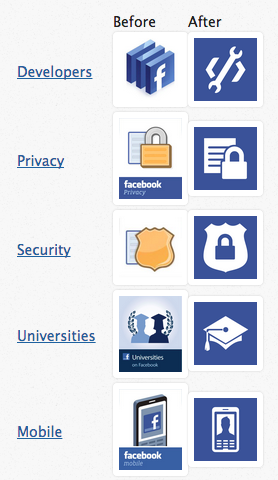 Before After
Developers
f
Privacy
facebook
Privacy
Security
Universities
f Universities
on Facebook
Mobile
f
facebook
mobile